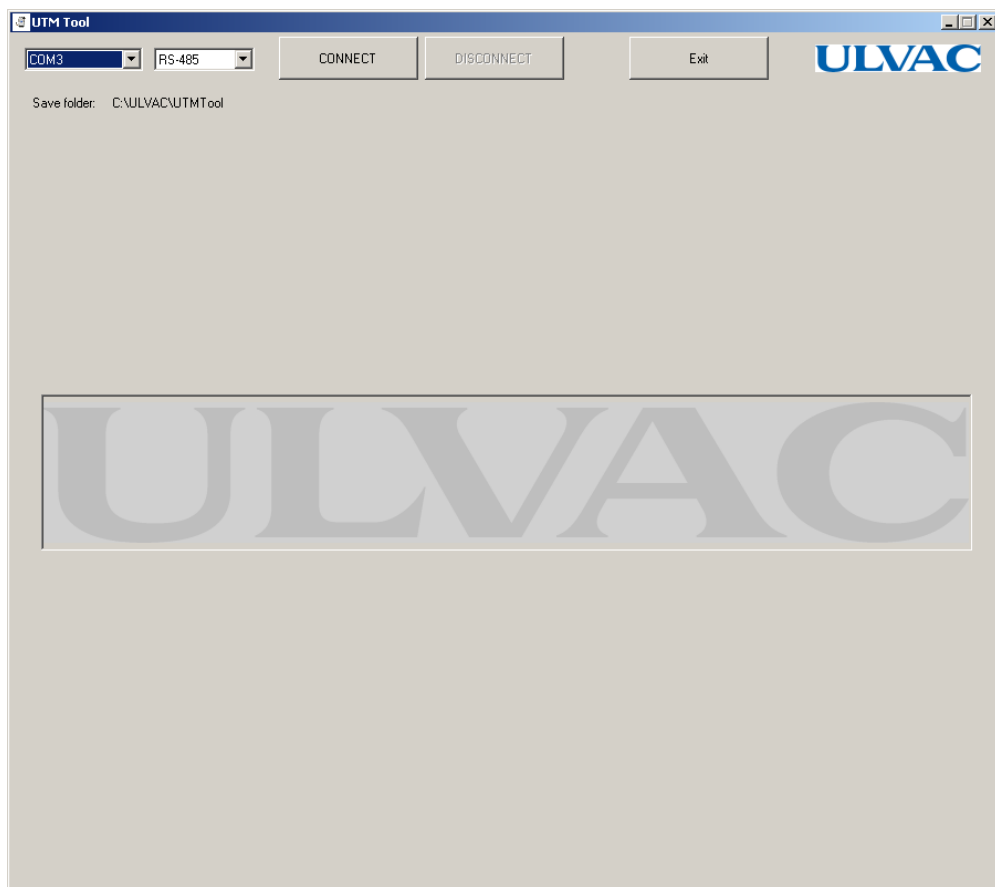 UTM Tool
COM3 RS-485 CONNECT DISCONNECT Exit ULVAC
Save folder: C:\ULVAC\UTMTool
ULVAC